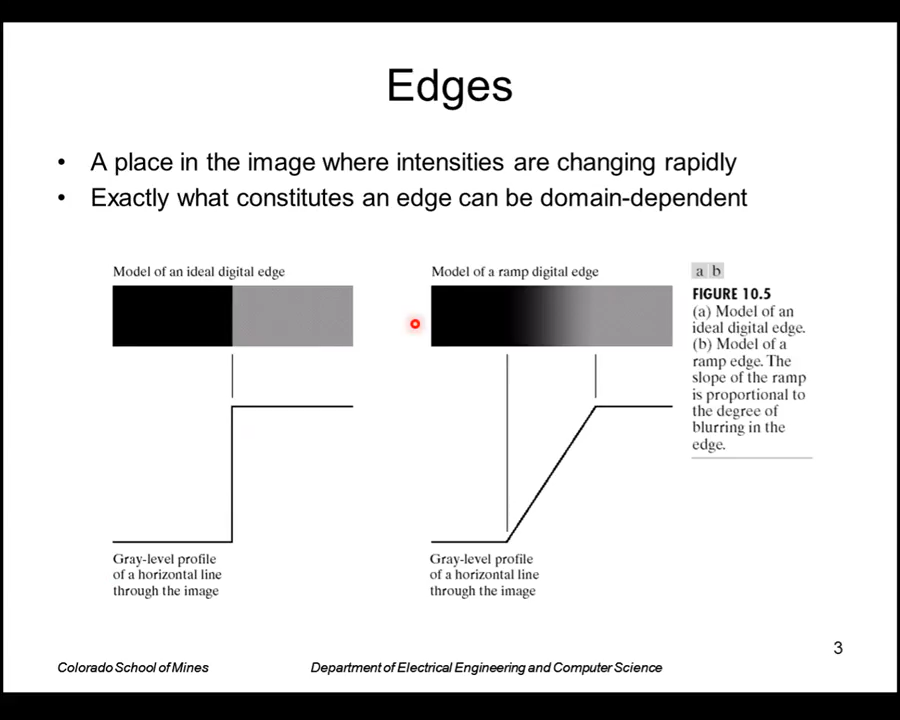 Edges
• A place in the image where intensities are changing rapidly
• Exactly what constitutes an edge can be domain-dependent
Model of an ideal digital edge
Model of a ramp digital edge
Gray-level profile
of a horizontal line
through the image
Gray-level profile
of a horizontal line
through the image
a b
FIGURE 10.5
(a) Model of an
ideal digital edge.
(b) Model of a
ramp edge. The
slope of the ramp
is proportional to
the degree of
blurring in the
edge.
3
Colorado School of Mines
Department of Electrical Engineering and Computer Science